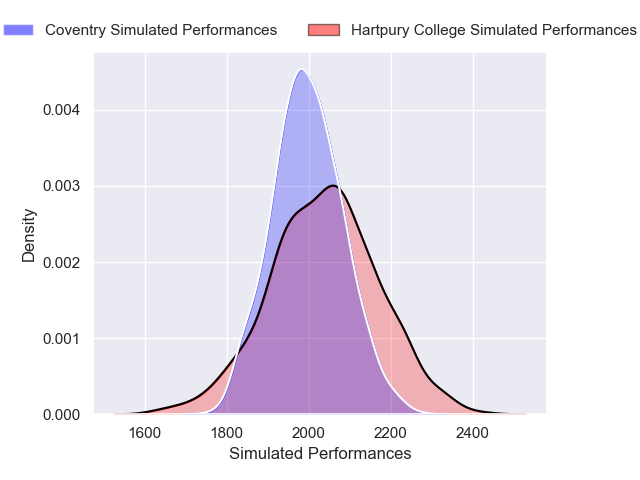 Coventry Simulated Performances
Hartpury College Simulated Performances
0.004
0.003
0.002
0.001
0.000
Density
1600
1800
2000
2200
2400
Simulated Performances